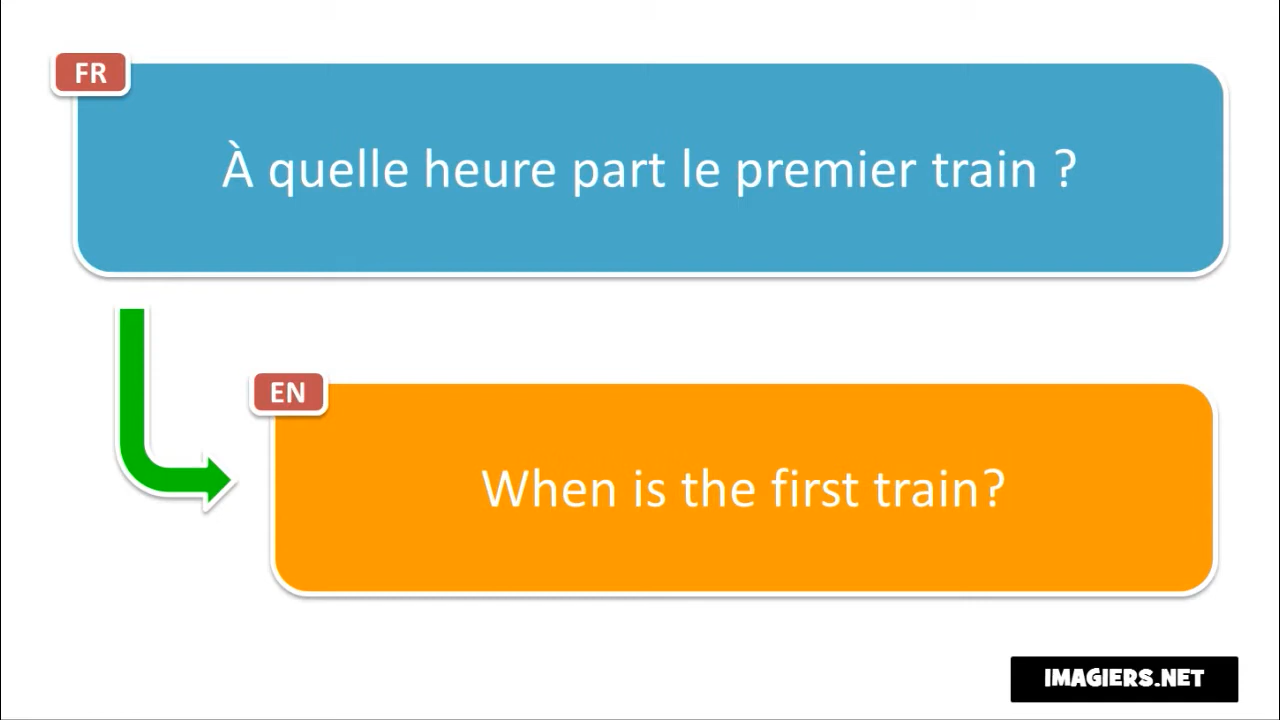 FR
À quelle heure part le premier train ?
EN
When is the first train?
IMAGIERS.NET